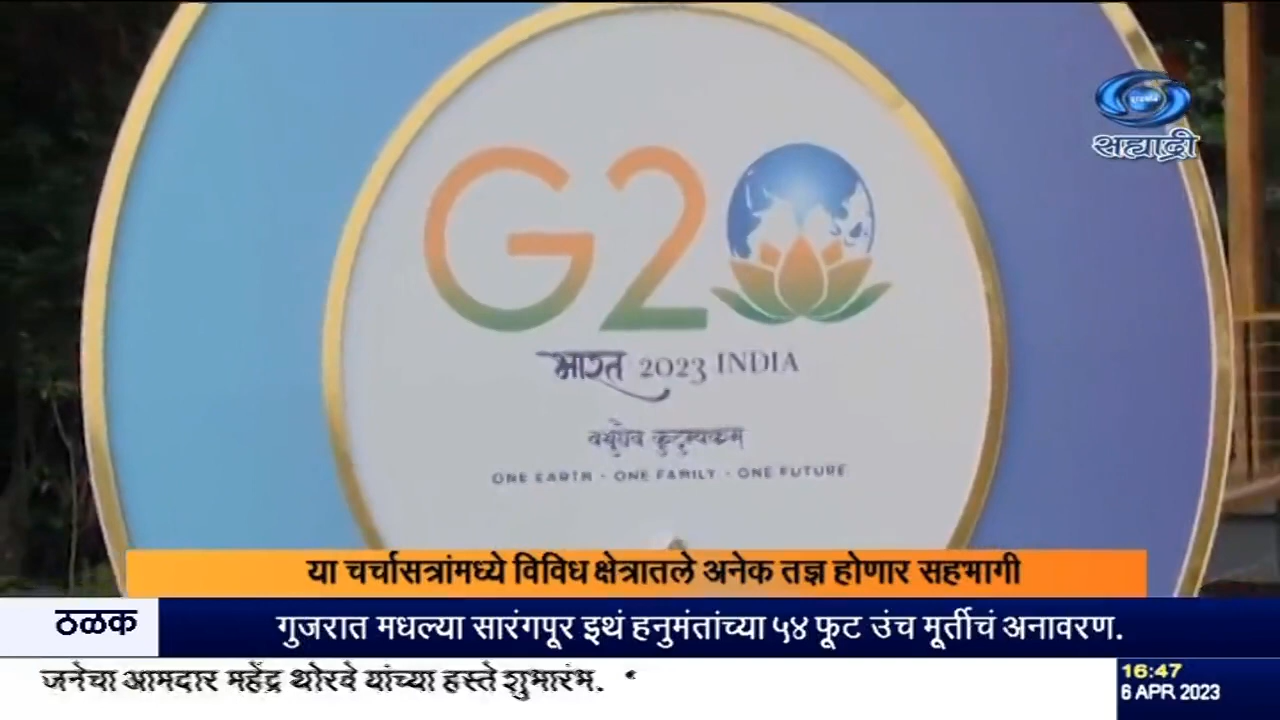 सह्याद्री
G20
भारत 2023 INDIA
वसुधैव कुटुम्बकम्
ONE EARTH • ONE FAMILY • ONE FUTURE
या चर्चासत्रांमध्ये विविध क्षेत्रातले अनेक तज्ञ होणार सहभागी
ठळक
गुजरात मधल्या सारंगपूर इथं हनुमंतांच्या ५४ फूट उंच मूर्तीचं अनावरण.
जनेचा आमदार महेंद्र थोरवे यांच्या हस्ते शुभारंभ. *
16:47
6 APR 2023